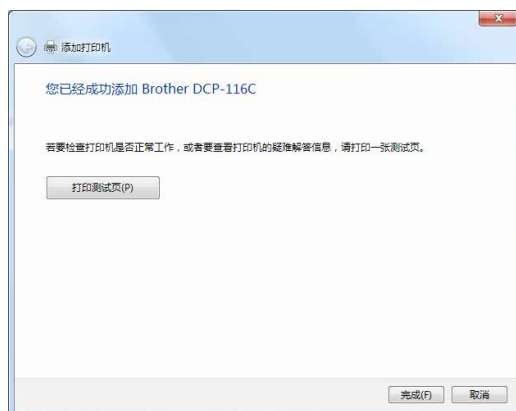 添加打印机
您已经成功添加 Brother DCP-116C
若要检查打印机是否正常工作，或者要查看打印机的疑难解答信息，请打印一张测试页。
打印测试页(P)
完成(F) 取消